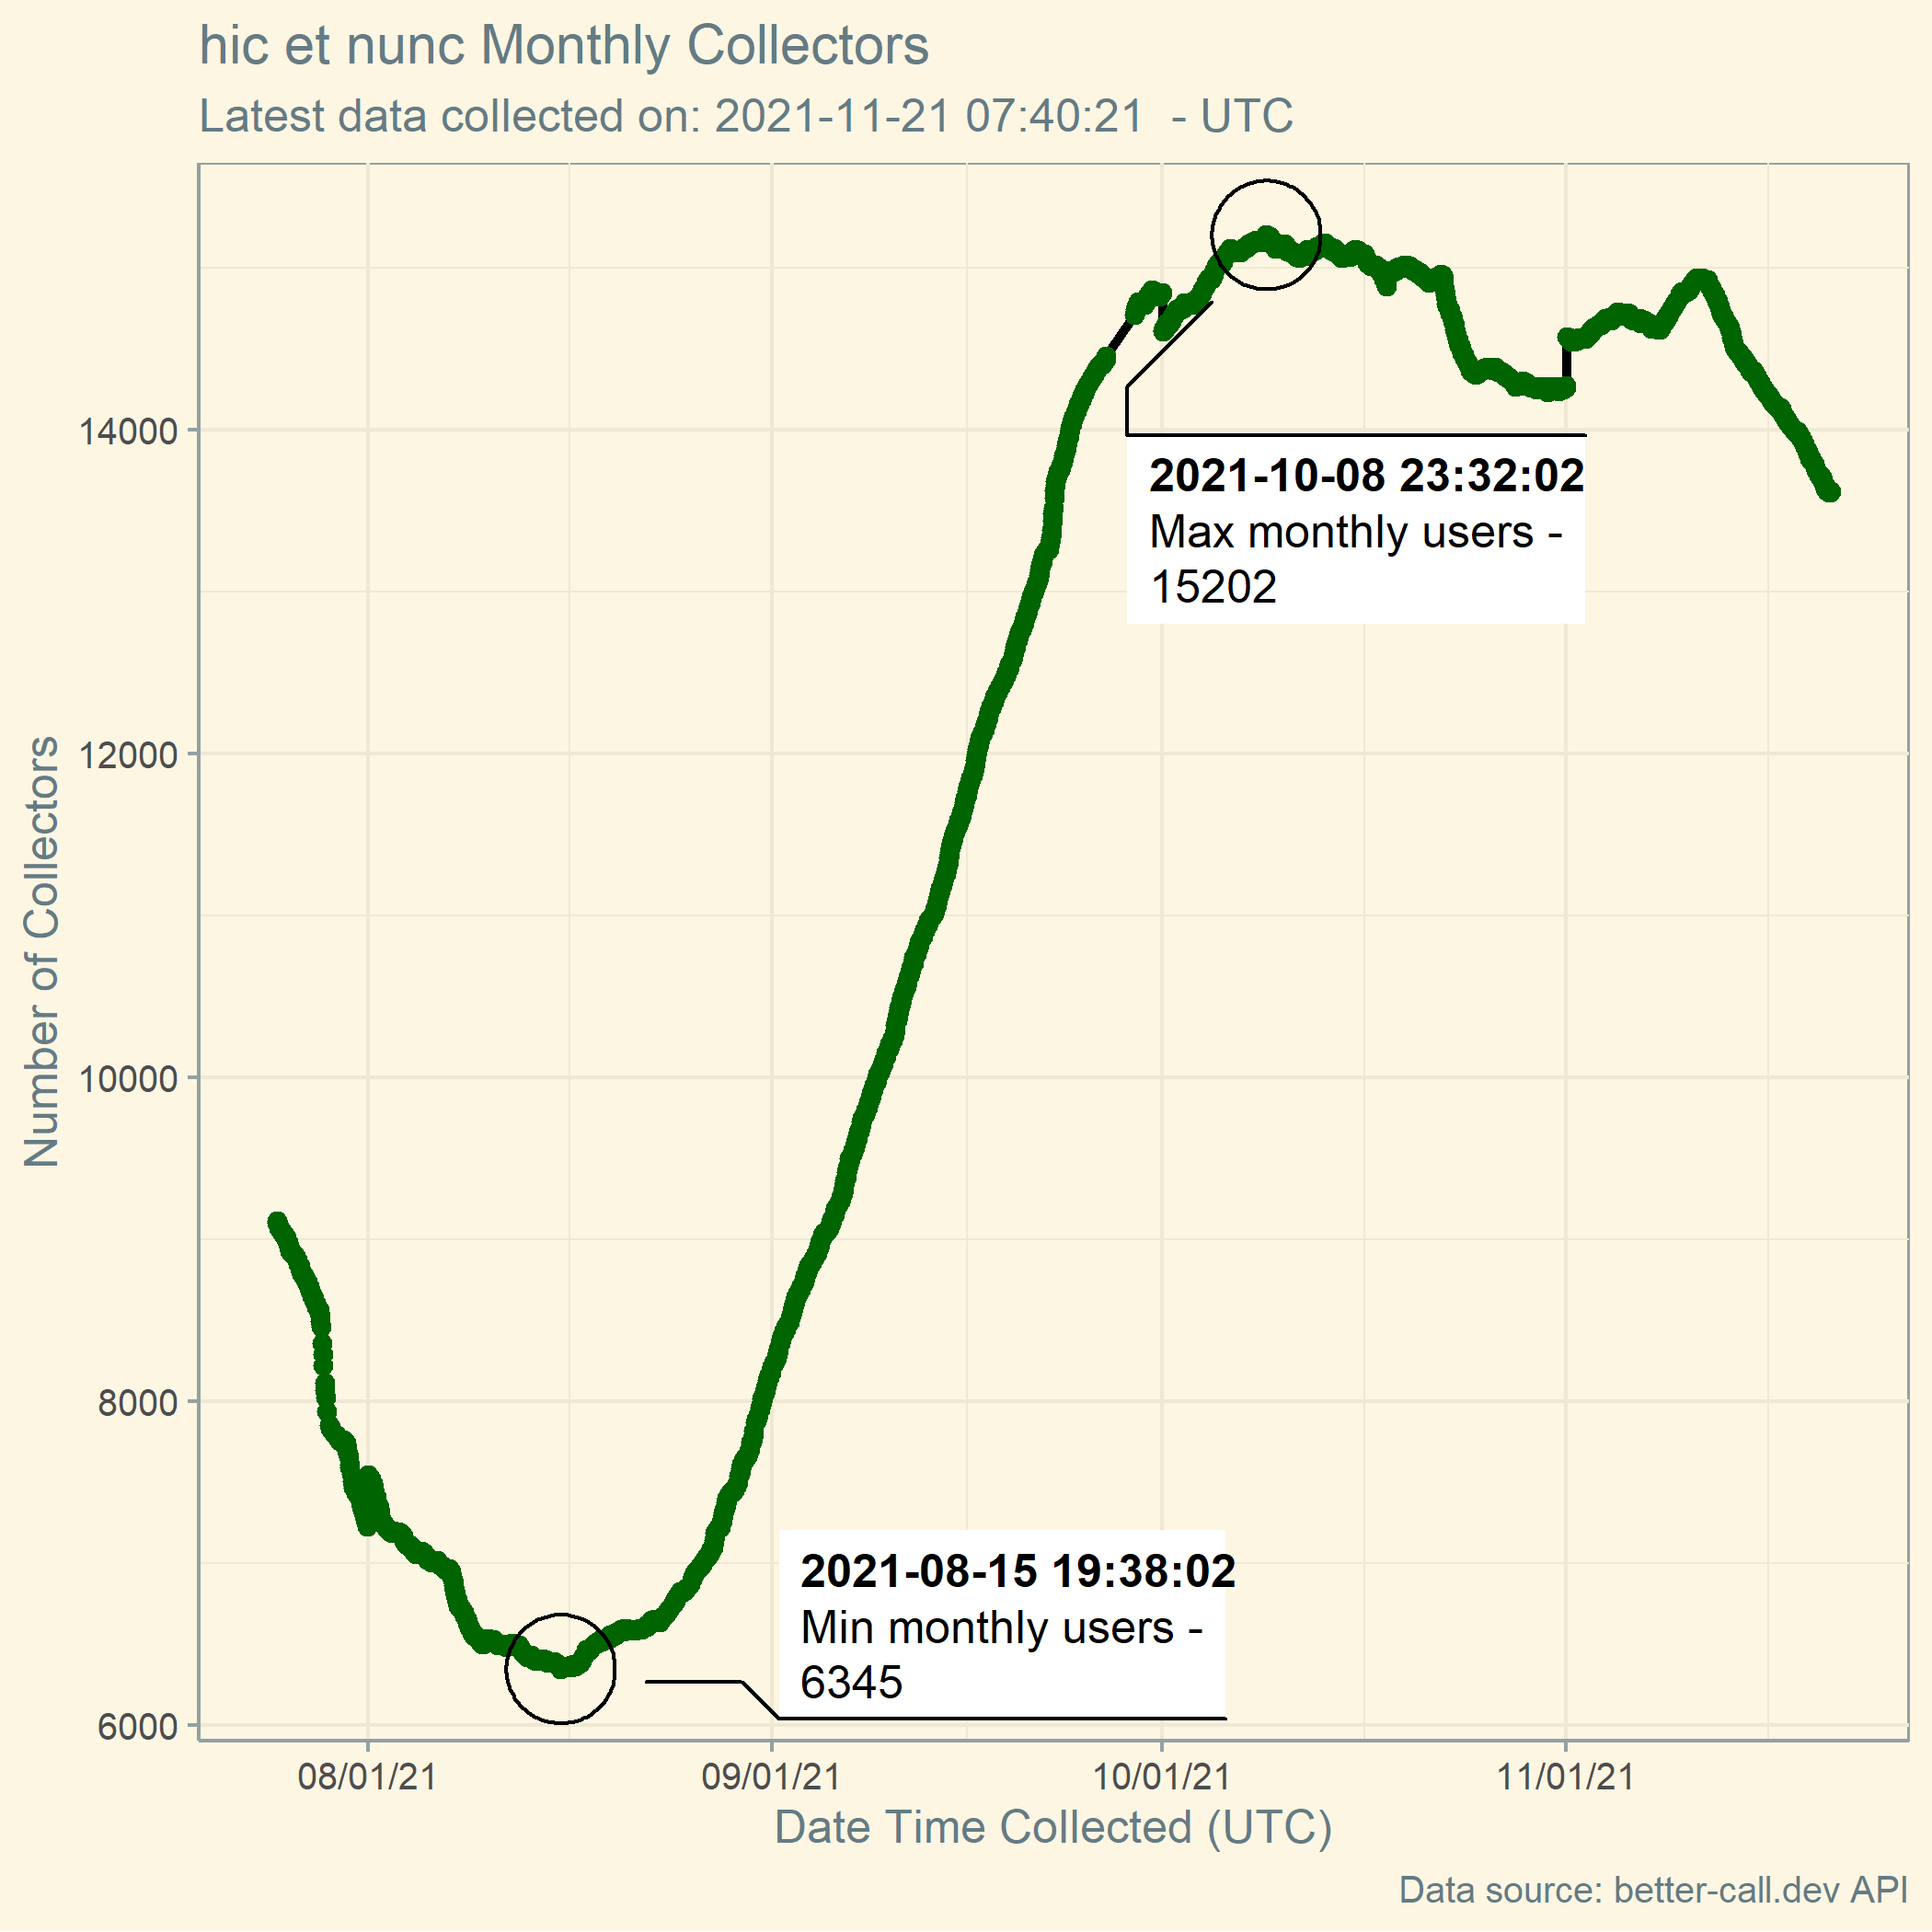 hic et nunc Monthly Collectors
Latest data collected on: 2021-11-21 07:40:21  - UTC
Number of Collectors
14000
12000
10000
8000
6000
2021-10-08 23:32:02
Max monthly users -
15202
2021-08-15 19:38:02
Min monthly users -
6345
08/01/21
09/01/21
10/01/21
11/01/21
Date Time Collected (UTC)
Data source: better-call.dev API